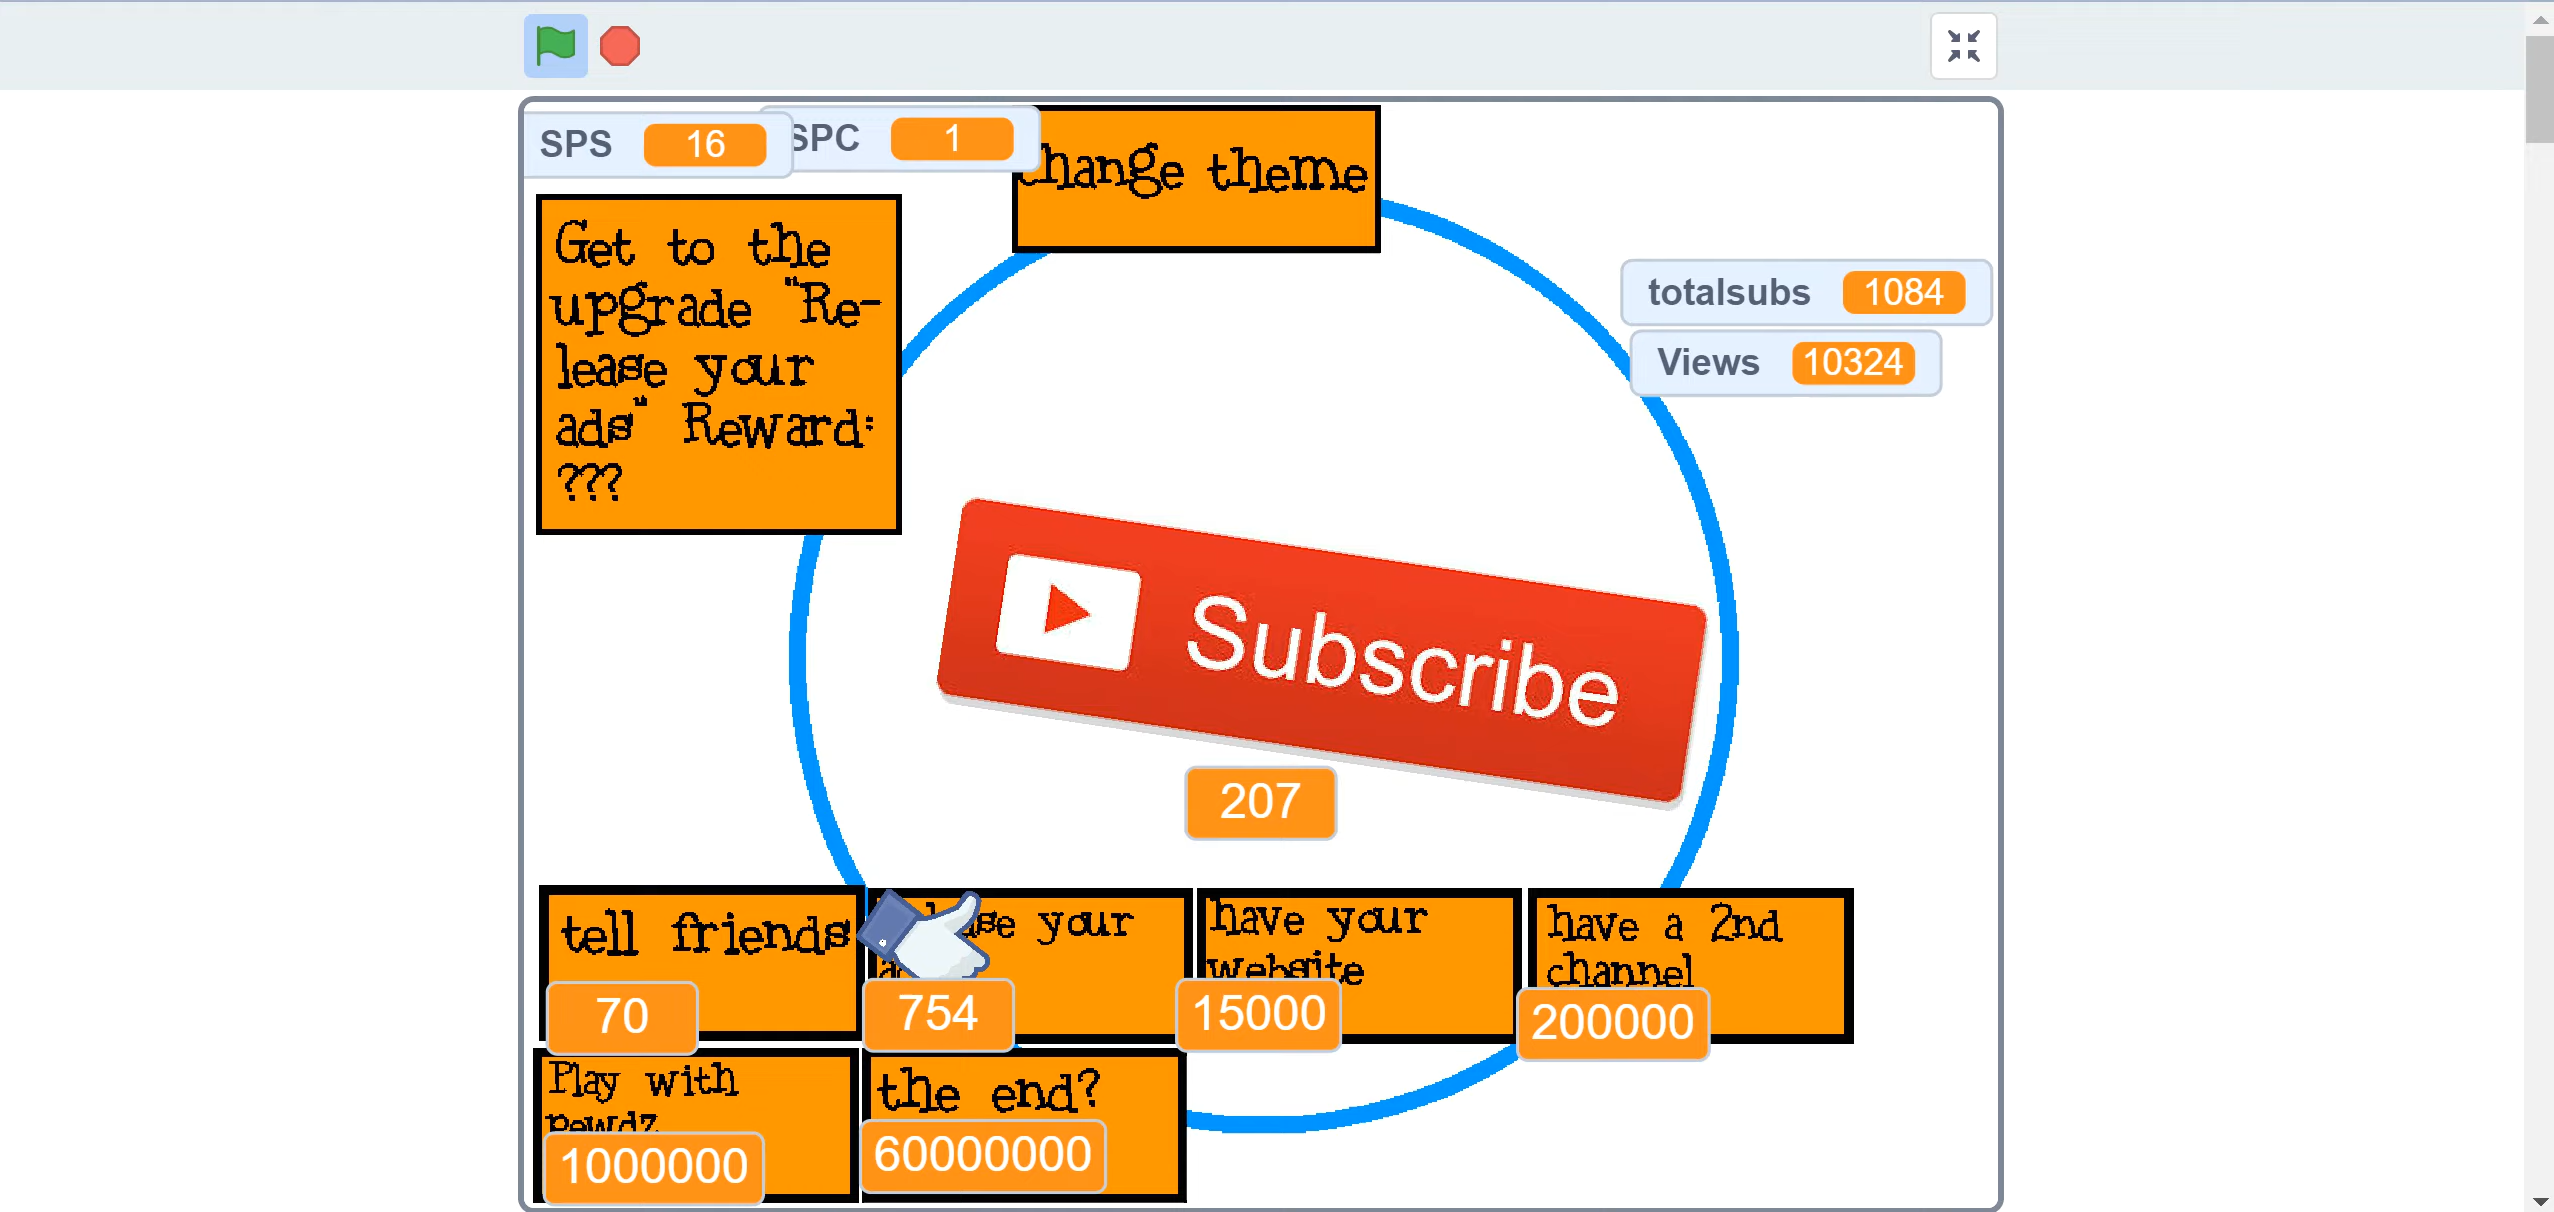 SPS 16
SPC 1
change theme
Get to the
upgrade "Re-
lease your
ads" Reward:
???
totalsubs 1084
Views 10324
Subscribe
207
tell friends
70
your
754
have your
website
15000
have a 2nd
channel
200000
Play with
pewdz
1000000
the end?
60000000